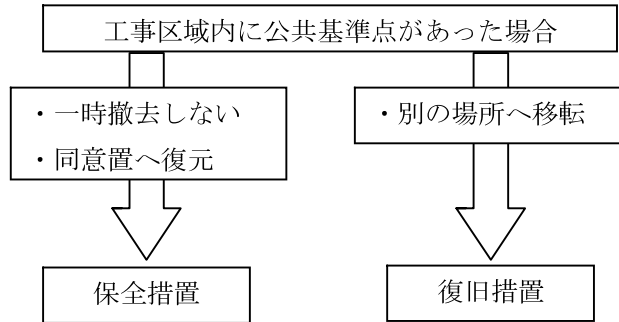 工事区域内に公共基準点があった場合
・一時撤去しない
・同意置へ復元
・別の場所へ移転
保全措置
復旧措置